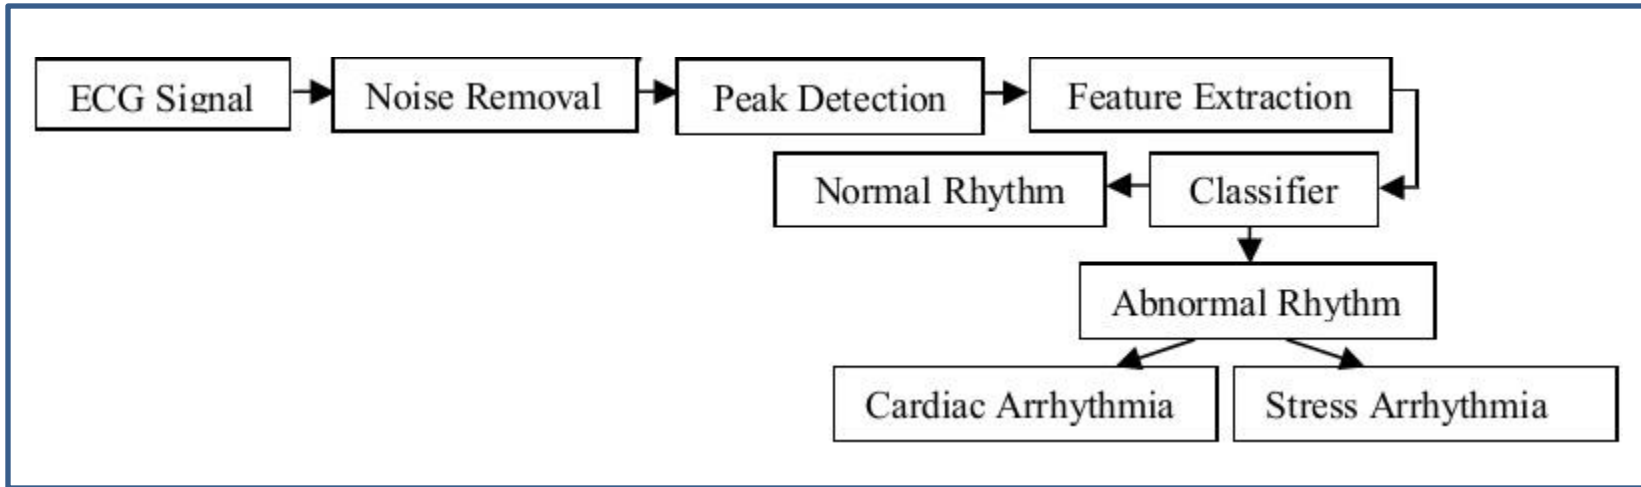 ECG Signal
Noise Removal
Peak Detection
Feature Extraction
Normal Rhythm
Classifier
Abnormal Rhythm
Cardiac Arrhythmia
Stress Arrhythmia